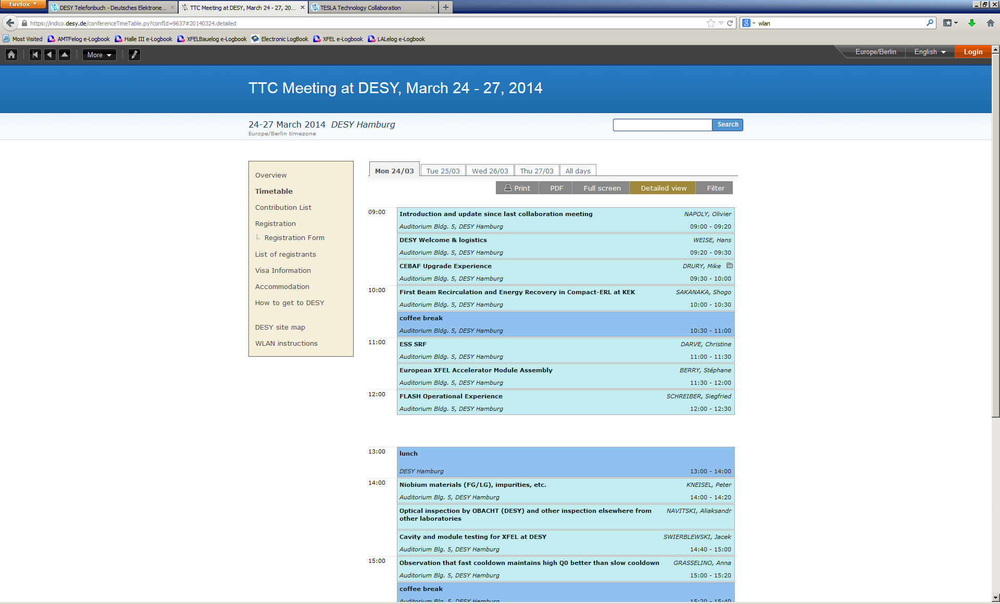 Firefox
DESY Telefonbuch - Deutsches Elektrone...
TTC Meeting at DESY, March 24 - 27, 20...
TESLA Technology Collaboration
https://indico.desy.de/conferenceTimeTable.py?confId=9637#20140324.detailed
wlan
Most Visited
AMTFelog e-Logbook
Halle III e-Logbook
XFELBauelog e-Logbook
Electronic LogBook
XFEL e-Logbook
LALelog e-Logbook
More
Europe/Berlin
English
Login
TTC Meeting at DESY, March 24 - 27, 2014
24-27 March 2014 DESY Hamburg
Europe/Berlin timezone
Search
Overview
Timetable
Contribution List
Registration
Registration Form
List of registrants
Visa Information
Accommodation
How to get to DESY
DESY site map
WLAN instructions
Mon 24/03
Tue 25/03
Wed 26/03
Thu 27/03
All days
Print
PDF
Full screen
Detailed view
Filter
09:00
Introduction and update since last collaboration meeting NAPOLY, Olivier
Auditorium Bldg. 5, DESY Hamburg 09:00 - 09:20
DESY Welcome & logistics WEISE, Hans
Auditorium Bldg. 5, DESY Hamburg 09:20 - 09:30
CEBAF Upgrade Experience DRURY, Mike
Auditorium Bldg. 5, DESY Hamburg 09:30 - 10:00
10:00
First Beam Recirculation and Energy Recovery in Compact-ERL at KEK SAKANAKA, Shogo
Auditorium Bldg. 5, DESY Hamburg 10:00 - 10:30
coffee break
Auditorium Bldg. 5, DESY Hamburg 10:30 - 11:00
11:00
ESS SRF DARVE, Christine
Auditorium Bldg. 5, DESY Hamburg 11:00 - 11:30
European XFEL Accelerator Module Assembly BERRY, Stéphane
Auditorium Bldg. 5, DESY Hamburg 11:30 - 12:00
12:00
FLASH Operational Experience SCHREIBER, Siegfried
Auditorium Bldg. 5, DESY Hamburg 12:00 - 12:30
13:00
lunch
DESY Hamburg 13:00 - 14:00
14:00
Niobium materials (FG/LG), impurities, etc. KNEISEL, Peter
Auditorium Blg. 5, DESY Hamburg 14:00 - 14:20
Optical inspection by OBACHT (DESY) and other inspection elsewhere from NAVITSKI, Aliaksandr
other laboratories
Cavity and module testing for XFEL at DESY SWIERBLEWSKI, Jacek
Auditorium Blg. 5, DESY Hamburg 14:40 - 15:00
15:00
Observation that fast cooldown maintains high Q0 better than slow cooldown GRASSELINO, Anna
Auditorium Blg. 5, DESY Hamburg 15:00 - 15:20
coffee break
Auditorium Blg. 5, DESY Hamburg 15:20 - 15:40